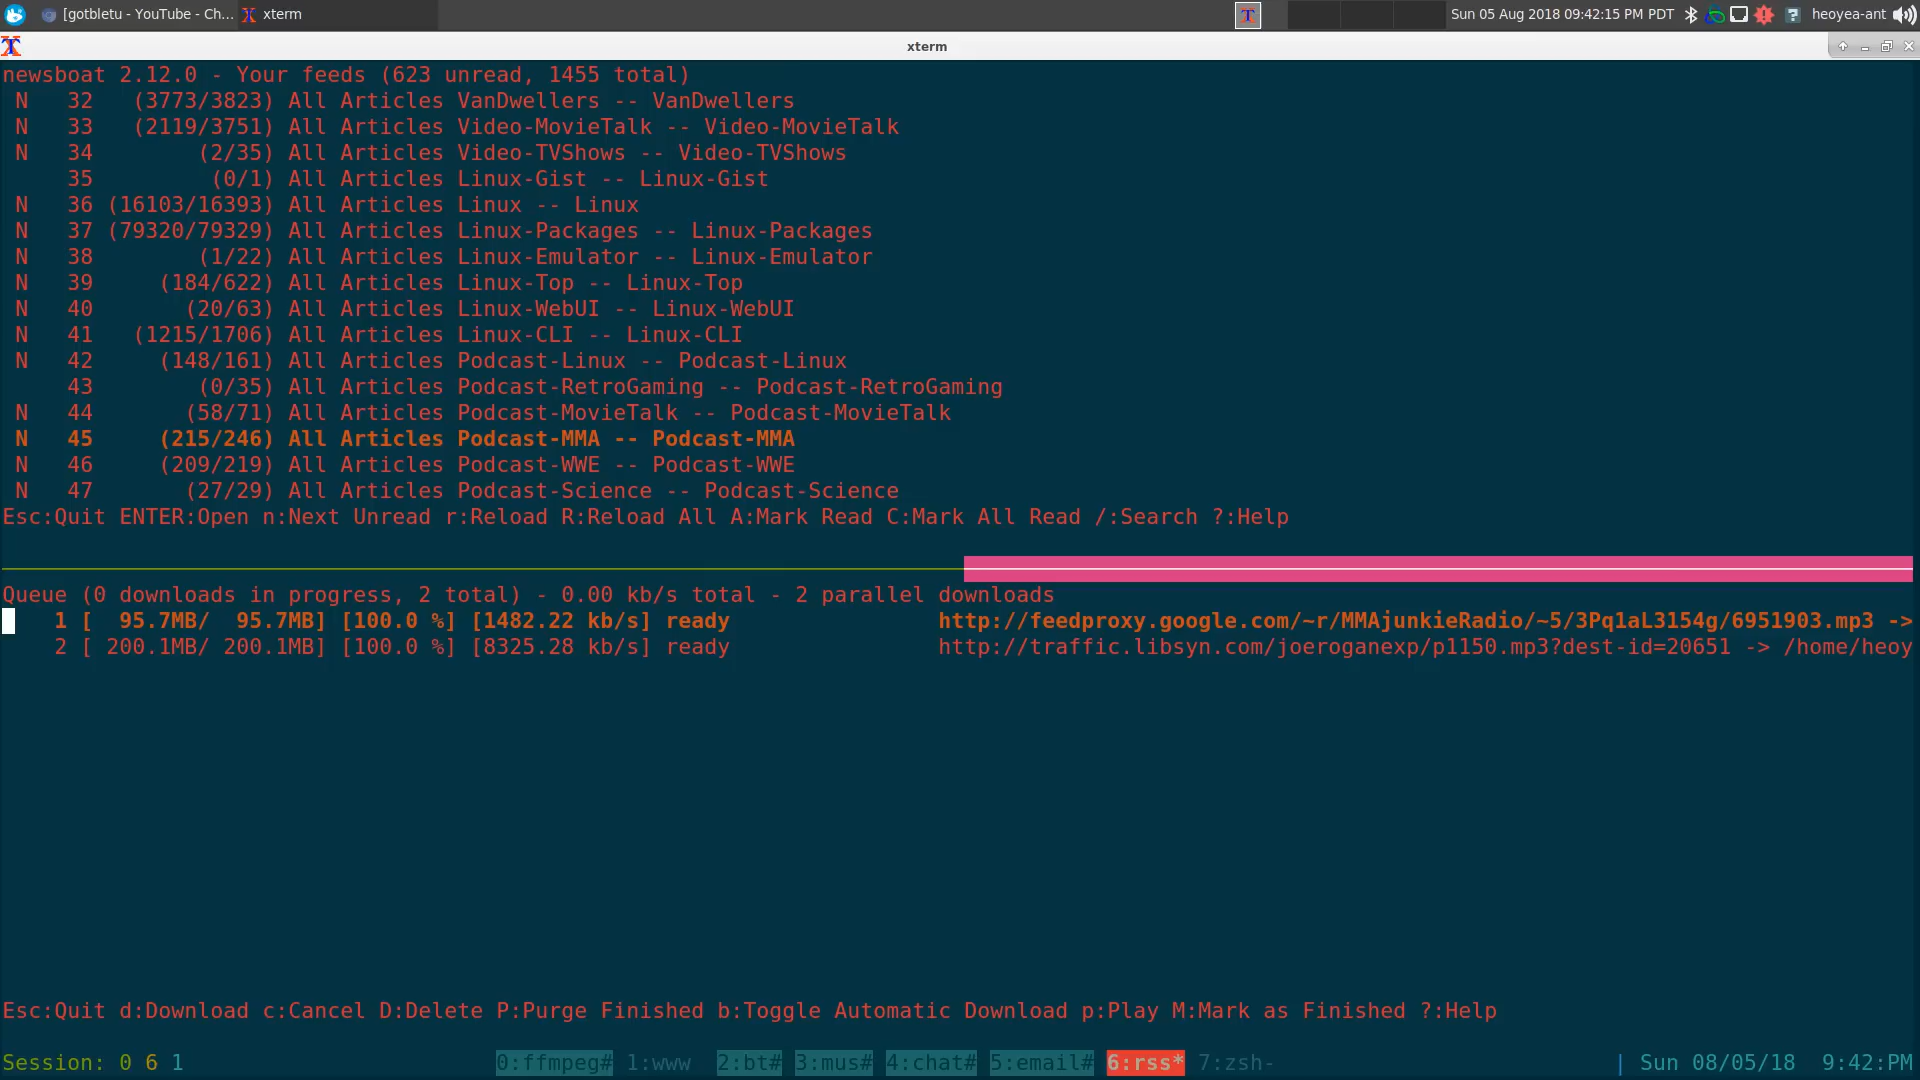 [gotbletu - YouTube - Ch... xterm Sun 05 Aug 2018 09:42:15 PM PDT heoyea-ant
xterm
newsboat 2.12.0 - Your feeds (623 unread, 1455 total)
N 32 (3773/3823) All Articles VanDwellers -- VanDwellers
N 33 (2119/3751) All Articles Video-MovieTalk -- Video-MovieTalk
N 34 (2/35) All Articles Video-TVShows -- Video-TVShows
35 (0/1) All Articles Linux-Gist -- Linux-Gist
N 36 (16103/16393) All Articles Linux -- Linux
N 37 (79320/79329) All Articles Linux-Packages -- Linux-Packages
N 38 (1/22) All Articles Linux-Emulator -- Linux-Emulator
N 39 (184/622) All Articles Linux-Top -- Linux-Top
N 40 (20/63) All Articles Linux-WebUI -- Linux-WebUI
N 41 (1215/1706) All Articles Linux-CLI -- Linux-CLI
N 42 (148/161) All Articles Podcast-Linux -- Podcast-Linux
43 (0/35) All Articles Podcast-RetroGaming -- Podcast-RetroGaming
N 44 (58/71) All Articles Podcast-MovieTalk -- Podcast-MovieTalk
N 45 (215/246) All Articles Podcast-MMA -- Podcast-MMA
N 46 (209/219) All Articles Podcast-WWE -- Podcast-WWE
N 47 (27/29) All Articles Podcast-Science -- Podcast-Science
Esc:Quit ENTER:Open n:Next Unread r:Reload R:Reload All A:Mark Read C:Mark All Read /:Search ?:Help
Queue (0 downloads in progress, 2 total) - 0.00 kb/s total - 2 parallel downloads
1 [ 95.7MB/ 95.7MB] [100.0 %] [1482.22 kb/s] ready http://feedproxy.google.com/~r/MMAjunkieRadio/~5/3Pq1aL3154g/6951903.mp3 ->
2 [ 200.1MB/ 200.1MB] [100.0 %] [8325.28 kb/s] ready http://traffic.libsyn.com/joeroganexp/p1150.mp3?dest-id=20651 -> /home/heoy
Esc:Quit d:Download c:Cancel D:Delete P:Purge Finished b:Toggle Automatic Download p:Play M:Mark as Finished ?:Help
Session: 0 6 1 0:ffmpeg# 1:www 2:bt# 3:mus# 4:chat# 5:email# 6:rss* 7:zsh- | Sun 08/05/18 9:42:PM